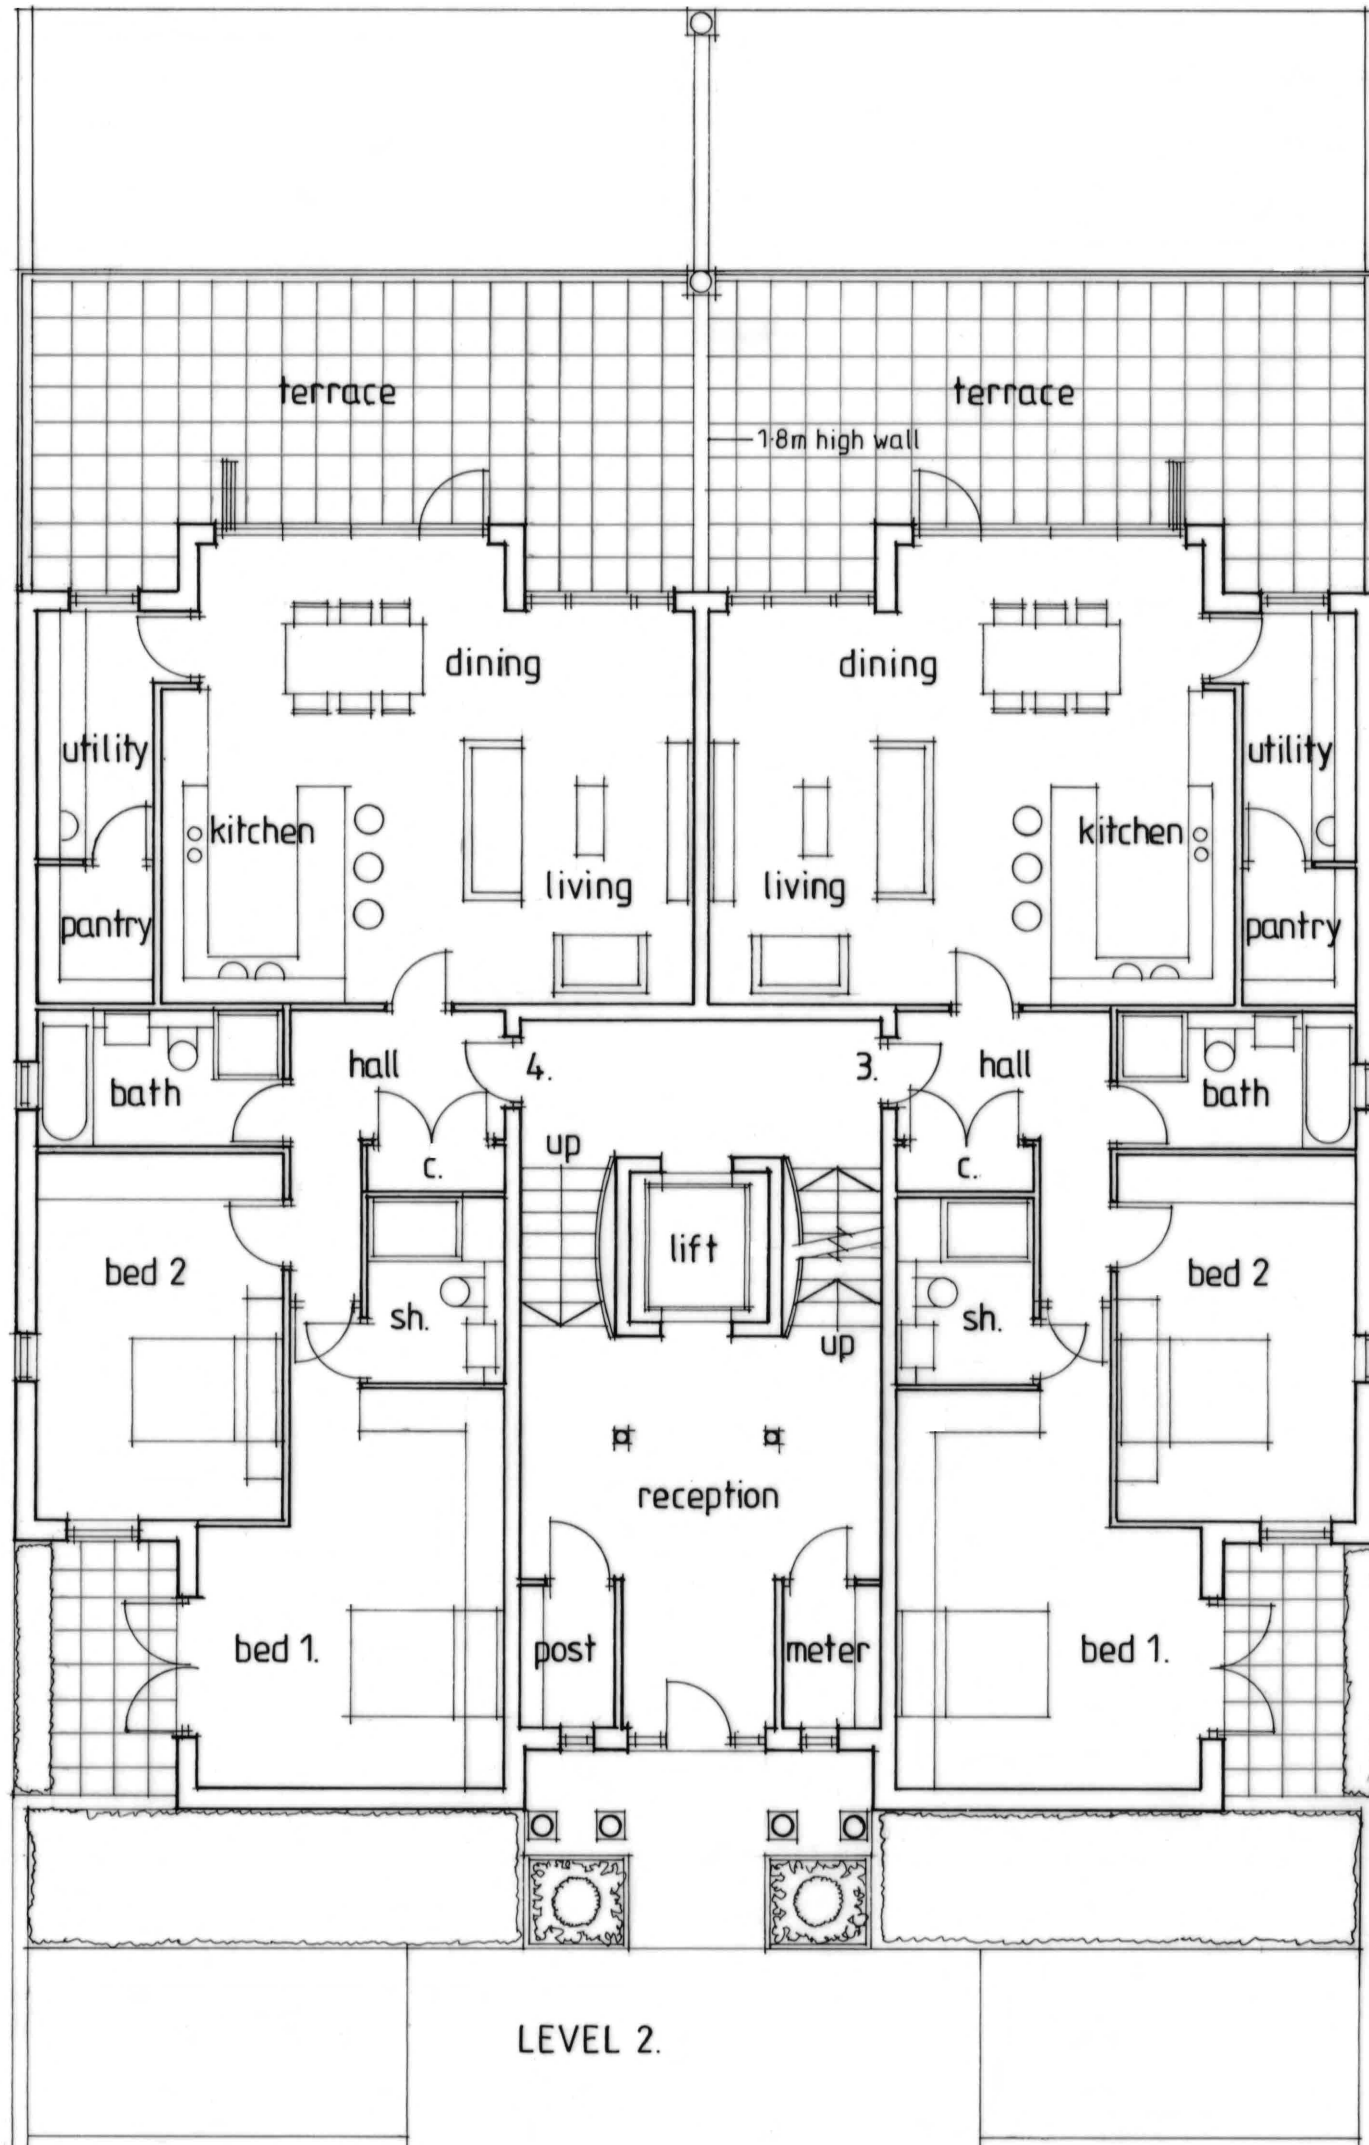 terrace
terrace
1·8m high wall
dining
dining
utility
utility
kitchen
kitchen
living
living
pantry
pantry
hall
4.
3.
hall
bath
bath
up
c.
c.
lift
bed 2
bed 2
sh.
sh.
up
reception
bed 1.
post
meter
bed 1.
LEVEL 2.